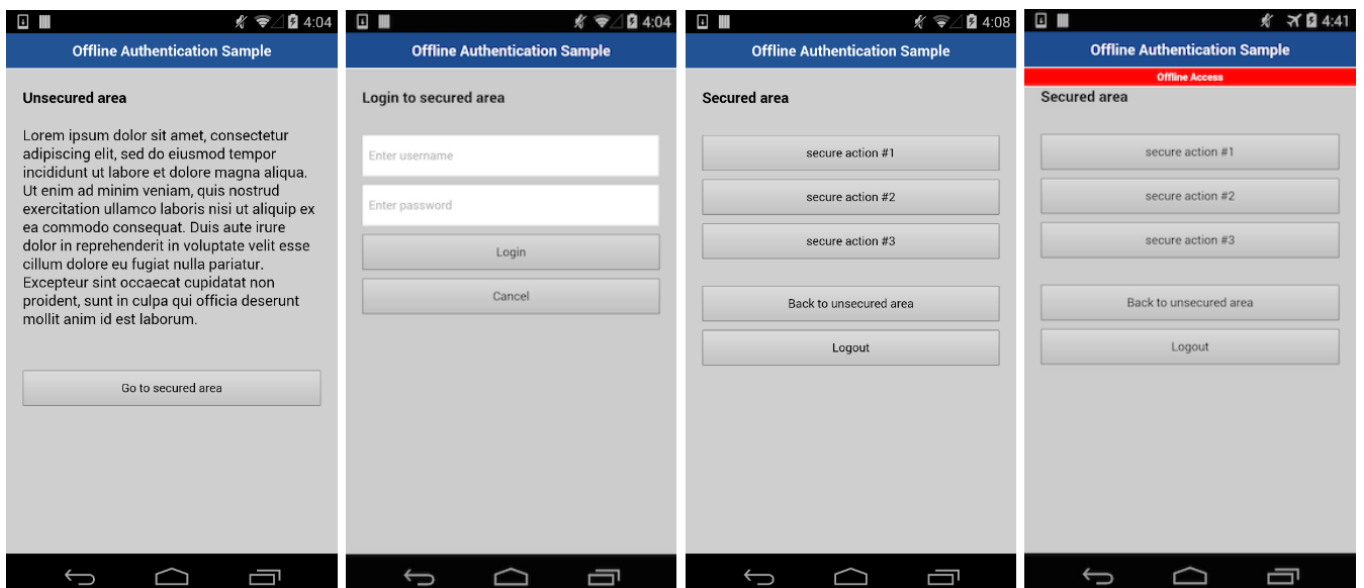 4:04
Offline Authentication Sample
Unsecured area
Lorem ipsum dolor sit amet, consectetur
adipiscing elit, sed do eiusmod tempor
incididunt ut labore et dolore magna aliqua.
Ut enim ad minim veniam, quis nostrud
exercitation ullamco laboris nisi ut aliquip ex
ea commodo consequat. Duis aute irure
dolor in reprehenderit in voluptate velit esse
cillum dolore eu fugiat nulla pariatur.
Excepteur sint occaecat cupidatat non
proident, sunt in culpa qui officia deserunt
mollit anim id est laborum.
Go to secured area
4:04
Offline Authentication Sample
Login to secured area
Enter username
Enter password
Login
Cancel
4:08
Offline Authentication Sample
Secured area
secure action #1
secure action #2
secure action #3
Back to unsecured area
Logout
4:41
Offline Authentication Sample
Offline Access
Secured area
secure action #1
secure action #2
secure action #3
Back to unsecured area
Logout